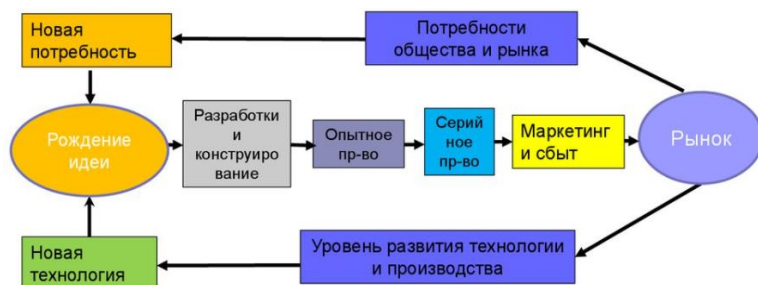 Новая
потребность
Потребности
общества и рынка
Рождение
идеи
Разработки
и
конструиро
вание
Опытное
пр-во
Серий
ное
пр-во
Маркетинг
и сбыт
Рынок
Новая
технология
Уровень развития технологии
и производства